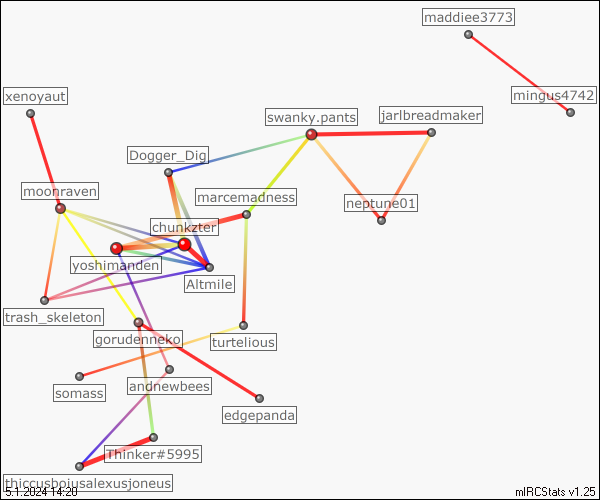 maddiee3773
mingus4742
xenoyaut
swanky.pants
jarlbreadmaker
Dogger_Dig
moonraven
marcemadness
neptune01
chunkzter
yoshimanden
Altmile
trash_skeleton
gorudenneko
turtelious
somass
andnewbees
edgepanda
Thinker#5995
thiccusboiusalexusjoneus
5.1.2024 14:20
mIRCStats v1.25